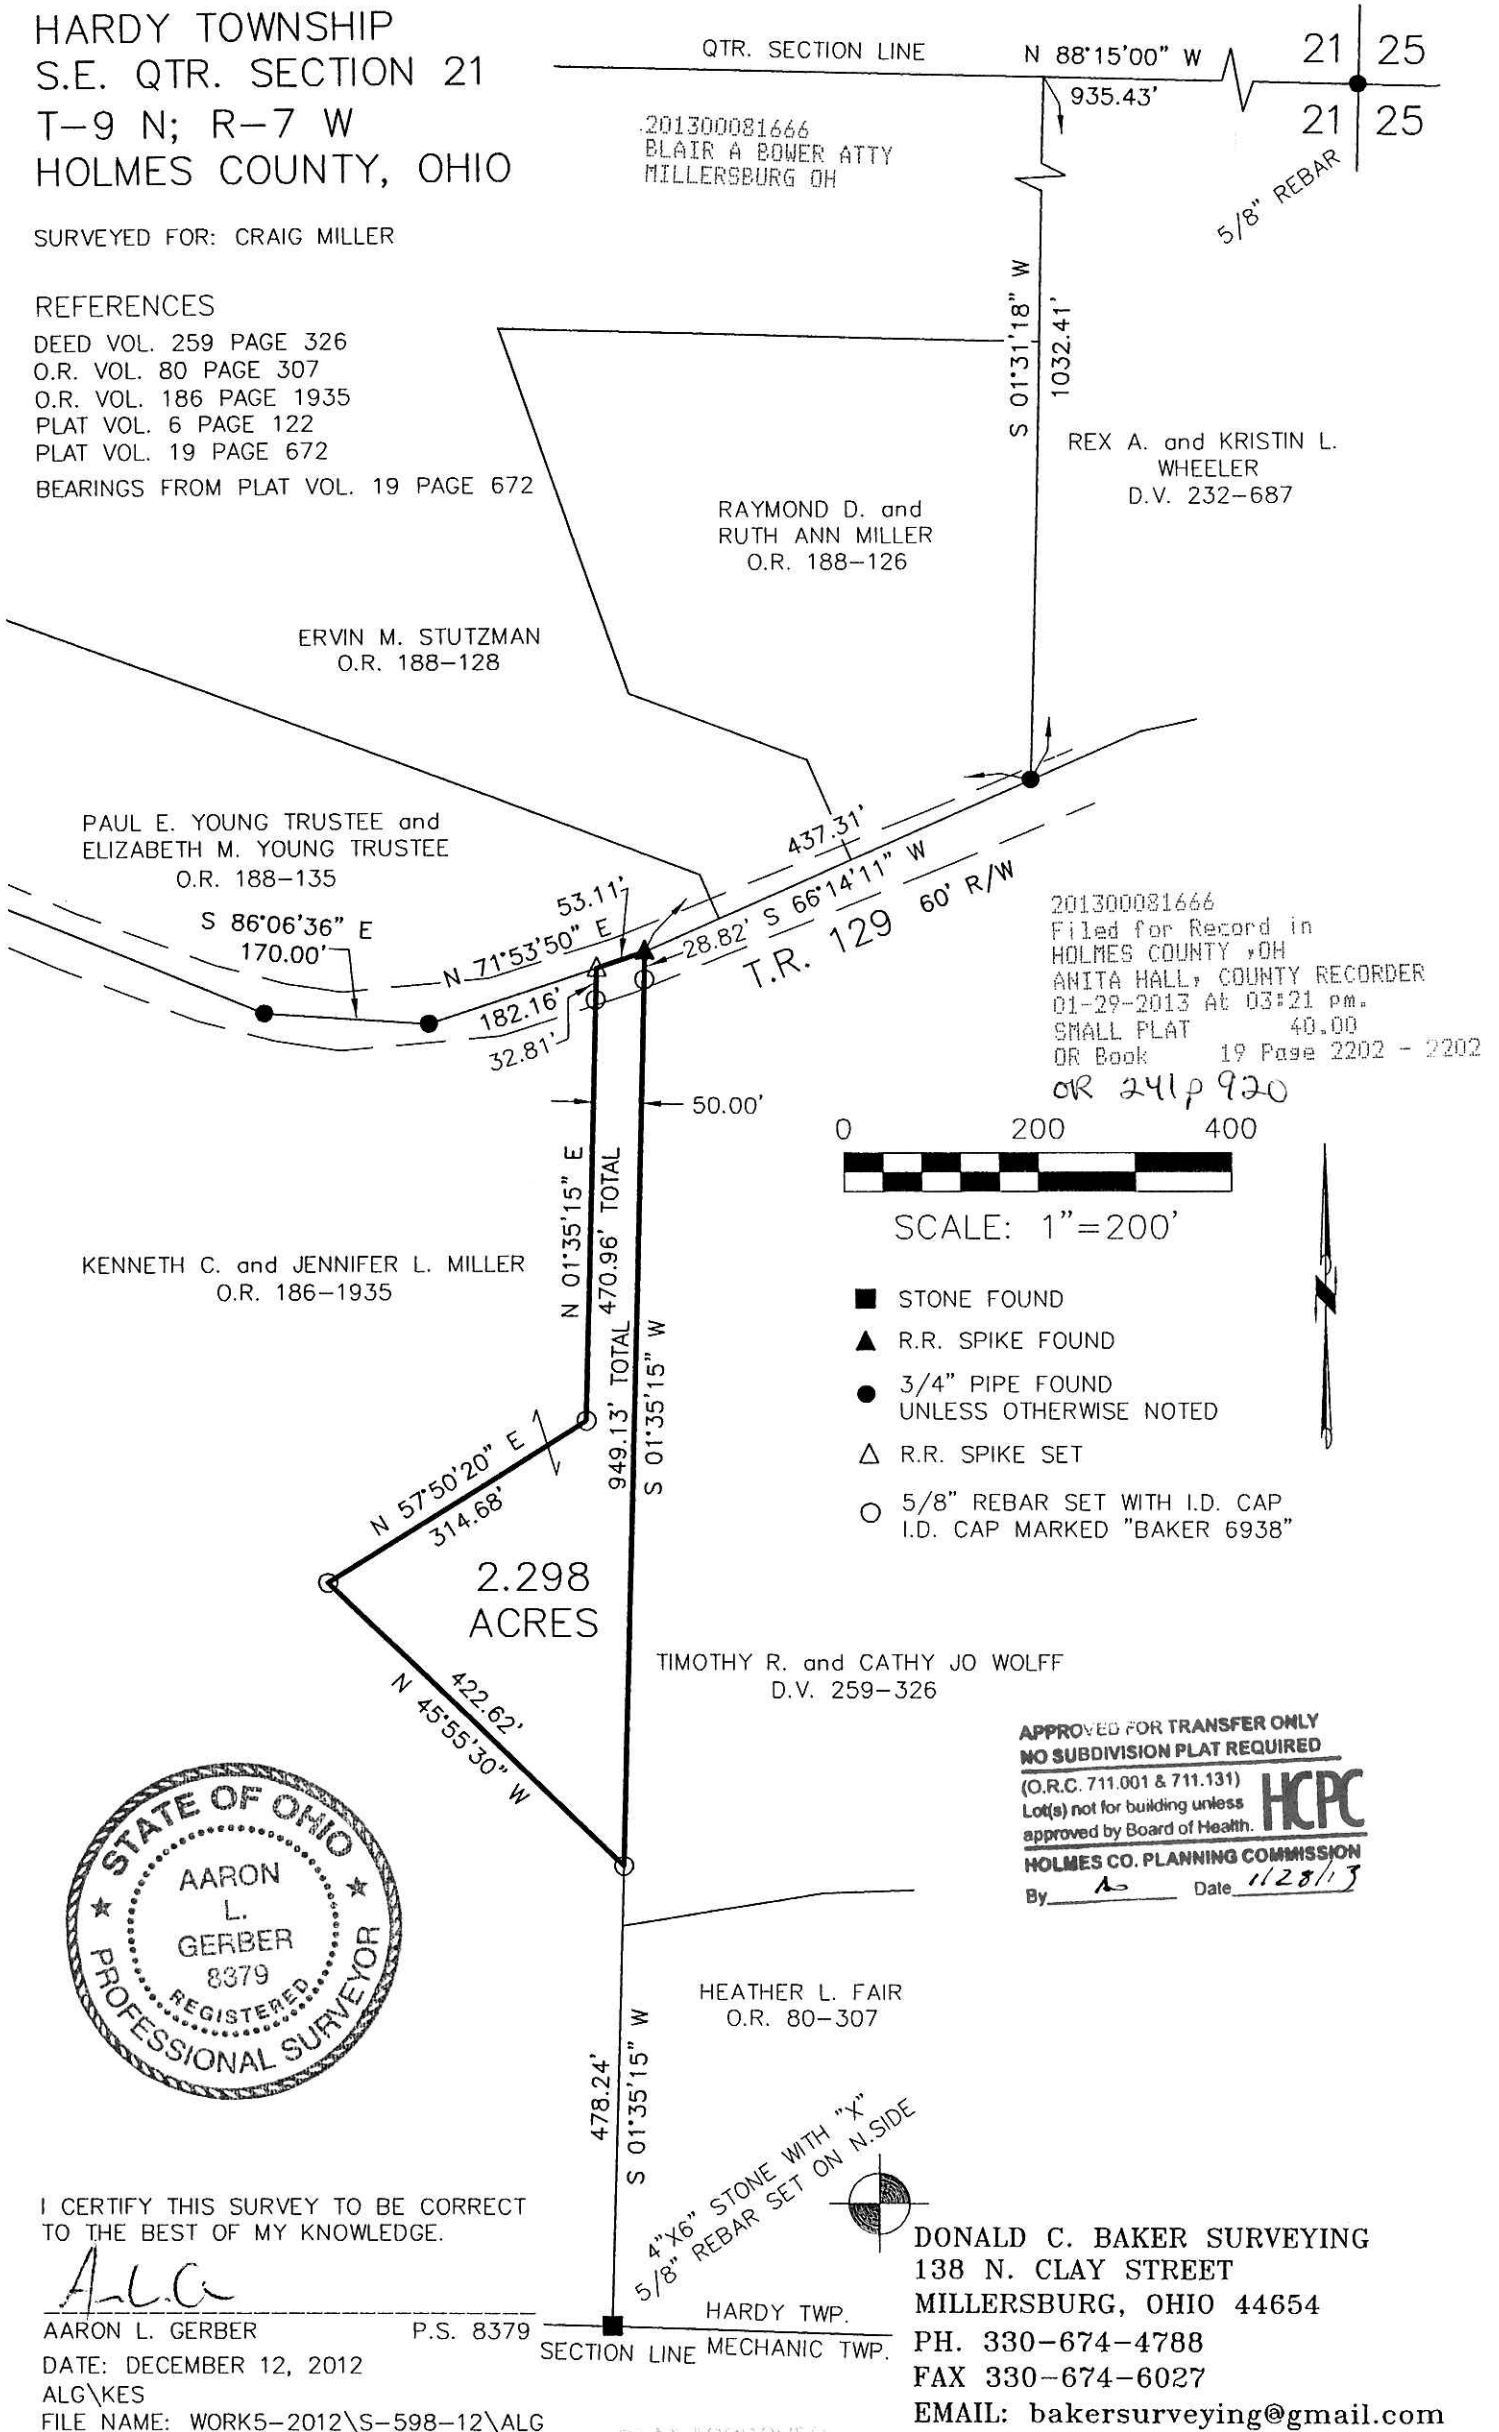 HARDY TOWNSHIP
S.E. QTR. SECTION 21
T-9 N; R-7 W
HOLMES COUNTY, OHIO
SURVEYED FOR: CRAIG MILLER
REFERENCES
DEED VOL. 259 PAGE 326
O.R. VOL. 80 PAGE 307
O.R. VOL. 186 PAGE 1935
PLAT VOL. 6 PAGE 122
PLAT VOL. 19 PAGE 672
BEARINGS FROM PLAT VOL. 19 PAGE 672
QTR. SECTION LINE
N 88°15'00" W
935.43'
21 25
21 25
5/8" REBAR
201300081666
BLAIR A BOWER ATTY
MILLERSBURG OH
S 01°31'18" W
1032.41'
REX A. and KRISTIN L.
WHEELER
D.V. 232-687
RAYMOND D. and
RUTH ANN MILLER
O.R. 188-126
ERVIN M. STUTZMAN
O.R. 188-128
PAUL E. YOUNG TRUSTEE and
ELIZABETH M. YOUNG TRUSTEE
O.R. 188-135
S 86°06'36" E
170.00'
53.11'
N 71°53'50" E
182.16'
32.81'
437.31'
28.82'
S 66°14'11" W
T.R. 129
60' R/W
50.00'
201300081666
Filed for Record in
HOLMES COUNTY ,OH
ANITA HALL, COUNTY RECORDER
01-29-2013 At 03:21 pm.
SMALL PLAT 40.00
OR Book 19 Page 2202 - 2202
OR 241 p 920
0 200 400
SCALE: 1"=200'
STONE FOUND
R.R. SPIKE FOUND
3/4" PIPE FOUND
UNLESS OTHERWISE NOTED
R.R. SPIKE SET
5/8" REBAR SET WITH I.D. CAP
I.D. CAP MARKED "BAKER 6938"
N 01°35'15" E
470.96' TOTAL
949.13' TOTAL
S 01°35'15" W
KENNETH C. and JENNIFER L. MILLER
O.R. 186-1935
N 57°50'20" E
314.68'
2.298
ACRES
422.62'
N 45°55'30" W
TIMOTHY R. and CATHY JO WOLFF
D.V. 259-326
APPROVED FOR TRANSFER ONLY
NO SUBDIVISION PLAT REQUIRED
(O.R.C. 711.001 & 711.131)
Lot(s) not for building unless
approved by Board of Health.
HCPC
HOLMES CO. PLANNING COMMISSION
By Date 1/28/13
STATE OF OHIO
AARON
L.
GERBER
8379
REGISTERED
PROFESSIONAL SURVEYOR
HEATHER L. FAIR
O.R. 80-307
478.24'
S 01°35'15" W
4"X6" STONE WITH "X"
5/8" REBAR SET ON N.SIDE
I CERTIFY THIS SURVEY TO BE CORRECT
TO THE BEST OF MY KNOWLEDGE.
AARON L. GERBER P.S. 8379
DATE: DECEMBER 12, 2012
ALG\KES
FILE NAME: WORK5-2012\S-598-12\ALG
HARDY TWP.
SECTION LINE MECHANIC TWP.
DONALD C. BAKER SURVEYING
138 N. CLAY STREET
MILLERSBURG, OHIO 44654
PH. 330-674-4788
FAX 330-674-6027
EMAIL: bakersurveying@gmail.com